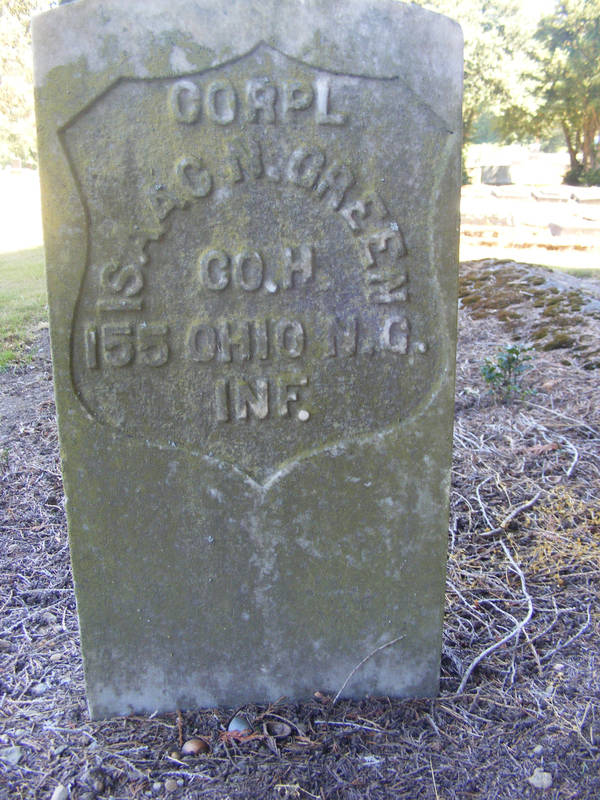 CORPL
ISAAC N. GREEN
CO. H.
155 OHIO N.G.
INF.